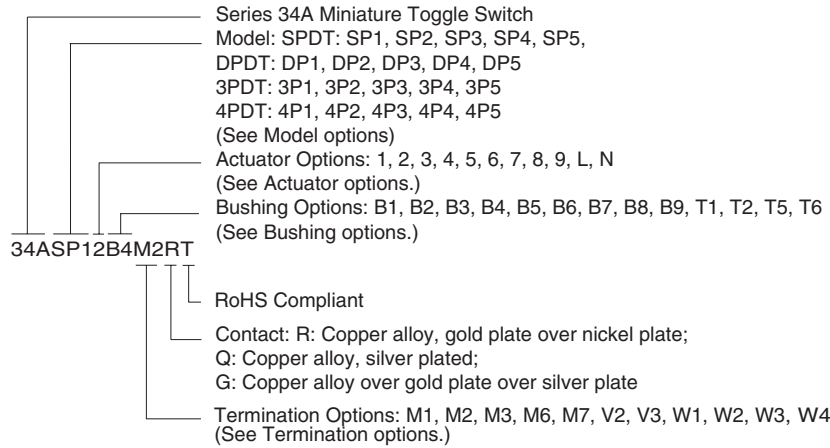 Series 34A Miniature Toggle Switch
Model: SPDT: SP1, SP2, SP3, SP4, SP5,
DPDT: DP1, DP2, DP3, DP4, DP5
3PDT: 3P1, 3P2, 3P3, 3P4, 3P5
4PDT: 4P1, 4P2, 4P3, 4P4, 4P5
(See Model options)
Actuator Options: 1, 2, 3, 4, 5, 6, 7, 8, 9, L, N
(See Actuator options.)
Bushing Options: B1, B2, B3, B4, B5, B6, B7, B8, B9, T1, T2, T5, T6
(See Bushing options.)
34ASP12B4M2RT
RoHS Compliant
Contact: R: Copper alloy, gold plate over nickel plate;
Q: Copper alloy, silver plated;
G: Copper alloy over gold plate over silver plate
Termination Options: M1, M2, M3, M6, M7, V2, V3, W1, W2, W3, W4
(See Termination options.)